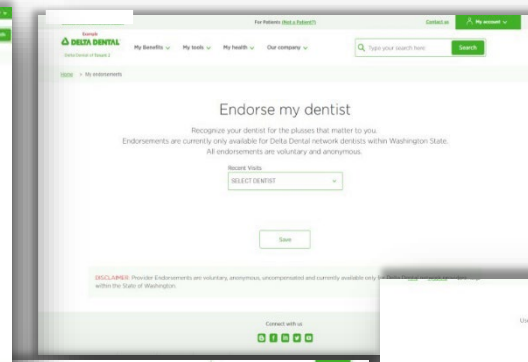 For Patients (Not a Patient?)
Contact us
My account
Example
DELTA DENTAL
My Benefits
My tools
My health
Our company
Type your search here
Search
Home > My endorsements
Endorse my dentist
Recognize your dentist for the plusses that matter to you.
Endorsements are currently only available for Delta Dental network dentists within Washington State.
All endorsements are voluntary and anonymous.
Recent Visits
SELECT DENTIST
Save
DISCLAIMER: Provider Endorsements are voluntary, anonymous, uncompensated and currently available only
within the State of Washington.
Connect with us